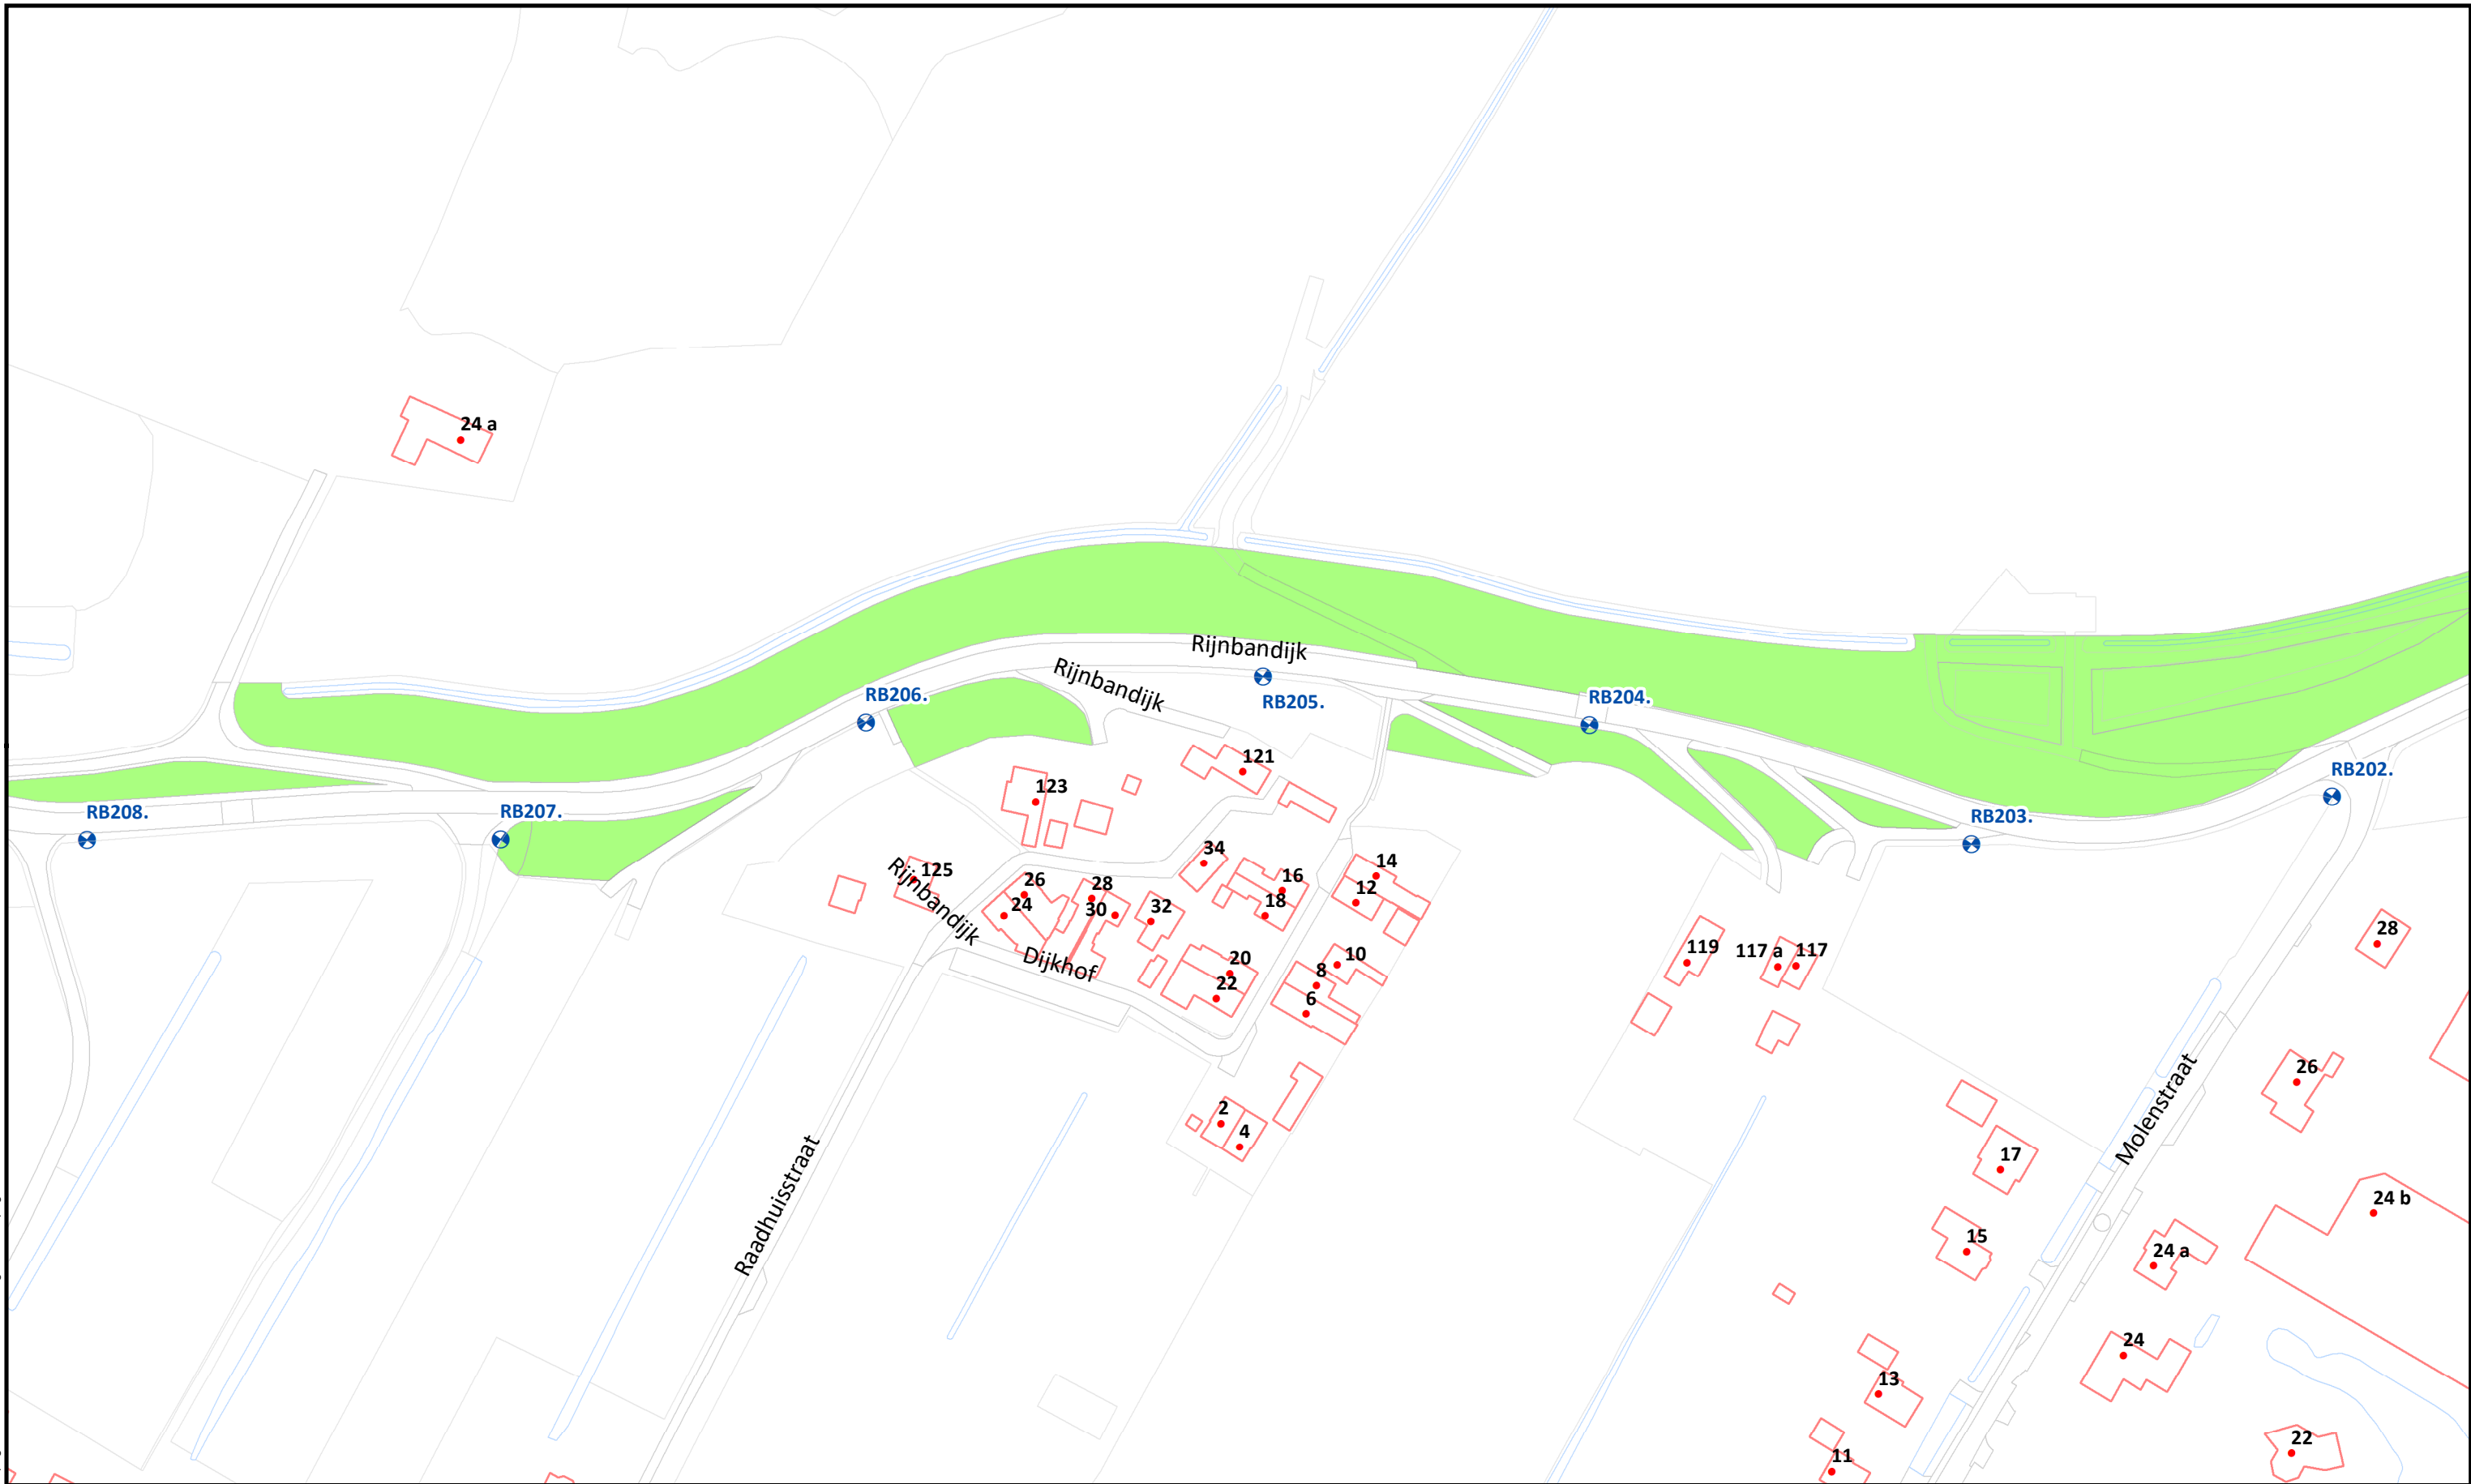 24 a
Rijnbandijk
Rijnbandijk
RB206.
RB204.
RB205.
121
RB202.
123
RB207.
RB208.
RB203.
34
14
125
26
28
16
12
Rijnbandijk
24
30
32
18
28
119
117 a
117
Dijkhof
20
10
8
22
6
26
2
Molenstraat
4
17
Raadhuisstraat
24 b
15
24 a
24
13
22
11